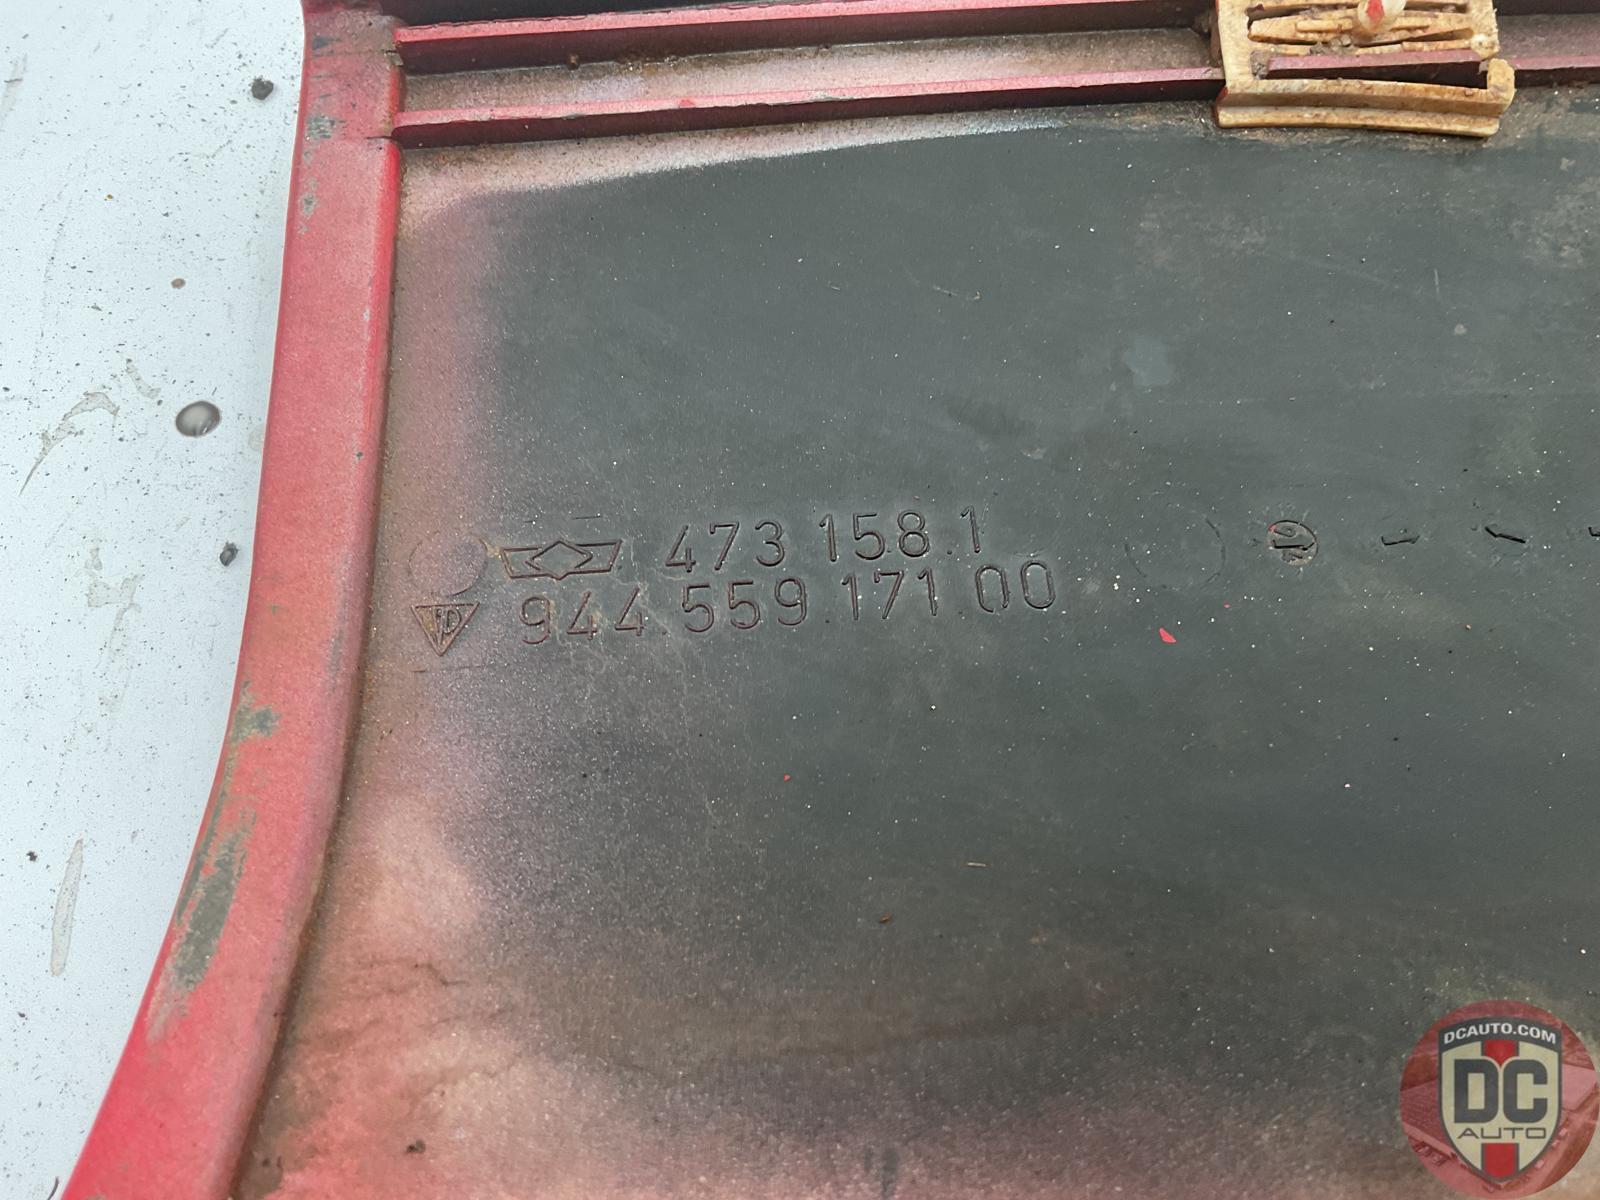 473 158.1
944.559.171 00
DCAUTO.COM
DC
AUTO